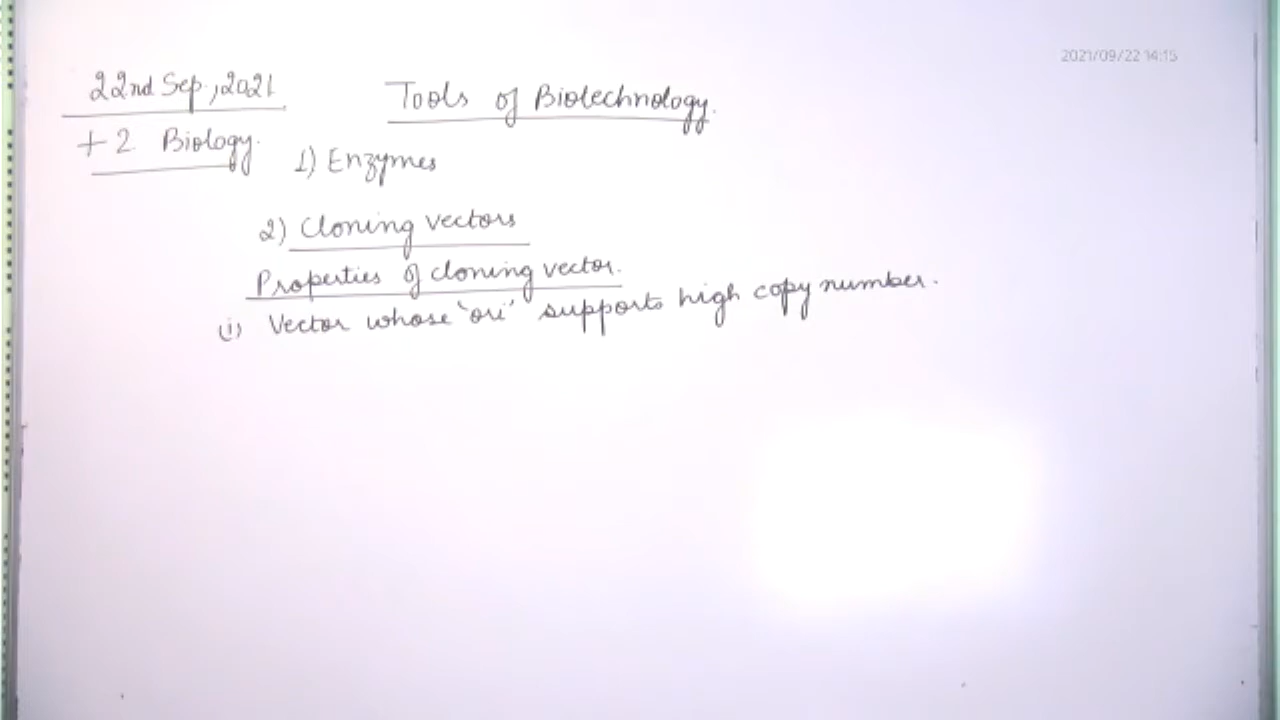 2021/09/22 14:15
22nd Sep, 2021
Tools of Biotechnology.
+2 Biology.
1) Enzymes
2) Cloning vectors
Properties of cloning vector.
(i) Vector whose 'ori' supports high copy number.